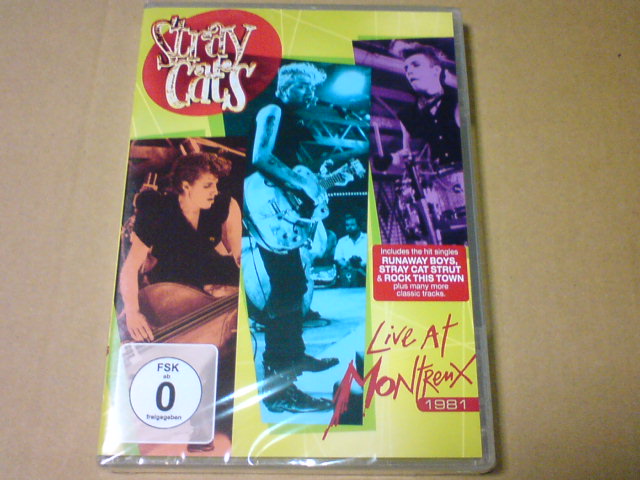 Stray
Cats
includes the hit singles
RUNAWAY BOYS,
STRAY CAT STRUT
& ROCK THIS TOWN
plus many more
classic tracks.
Live At
Montreux
1981
FSK
ab
0
freigegeben